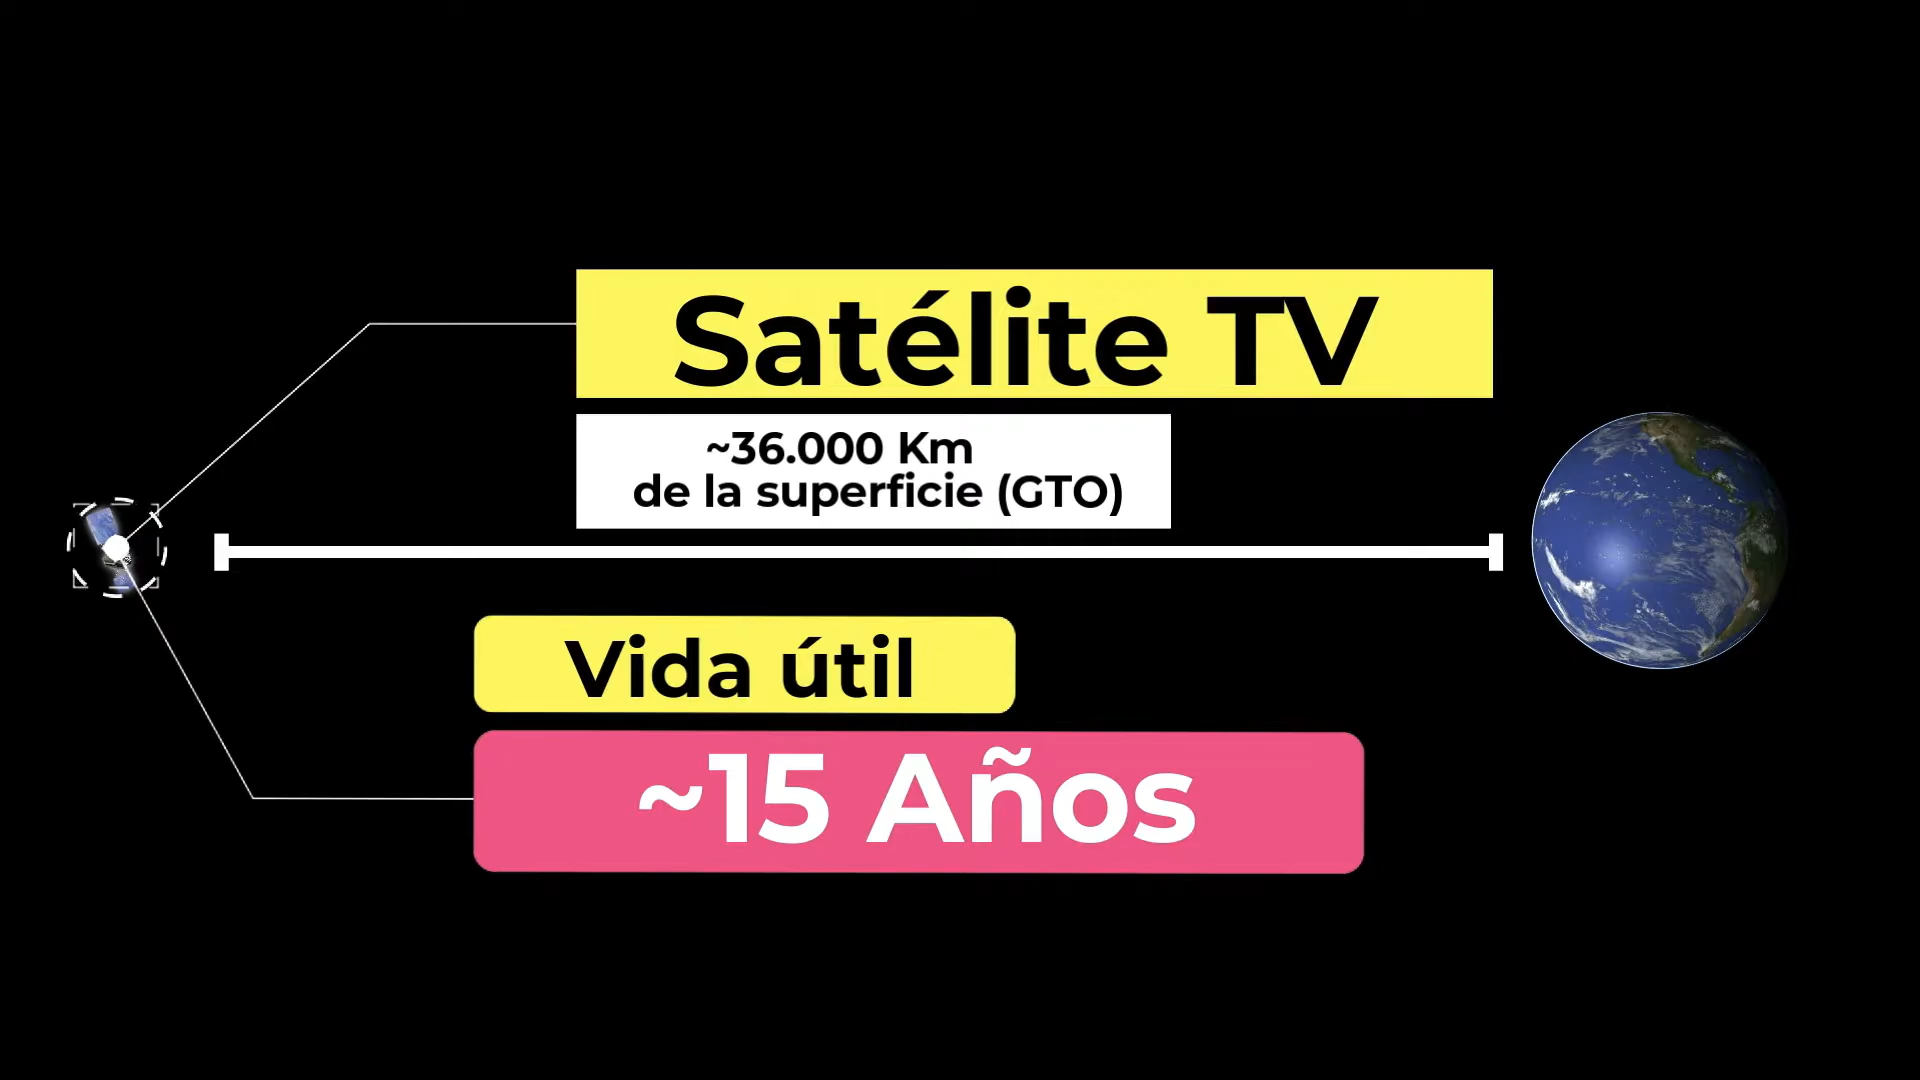 Satélite TV
~36.000 Km
de la superficie (GTO)
Vida útil
~15 Años